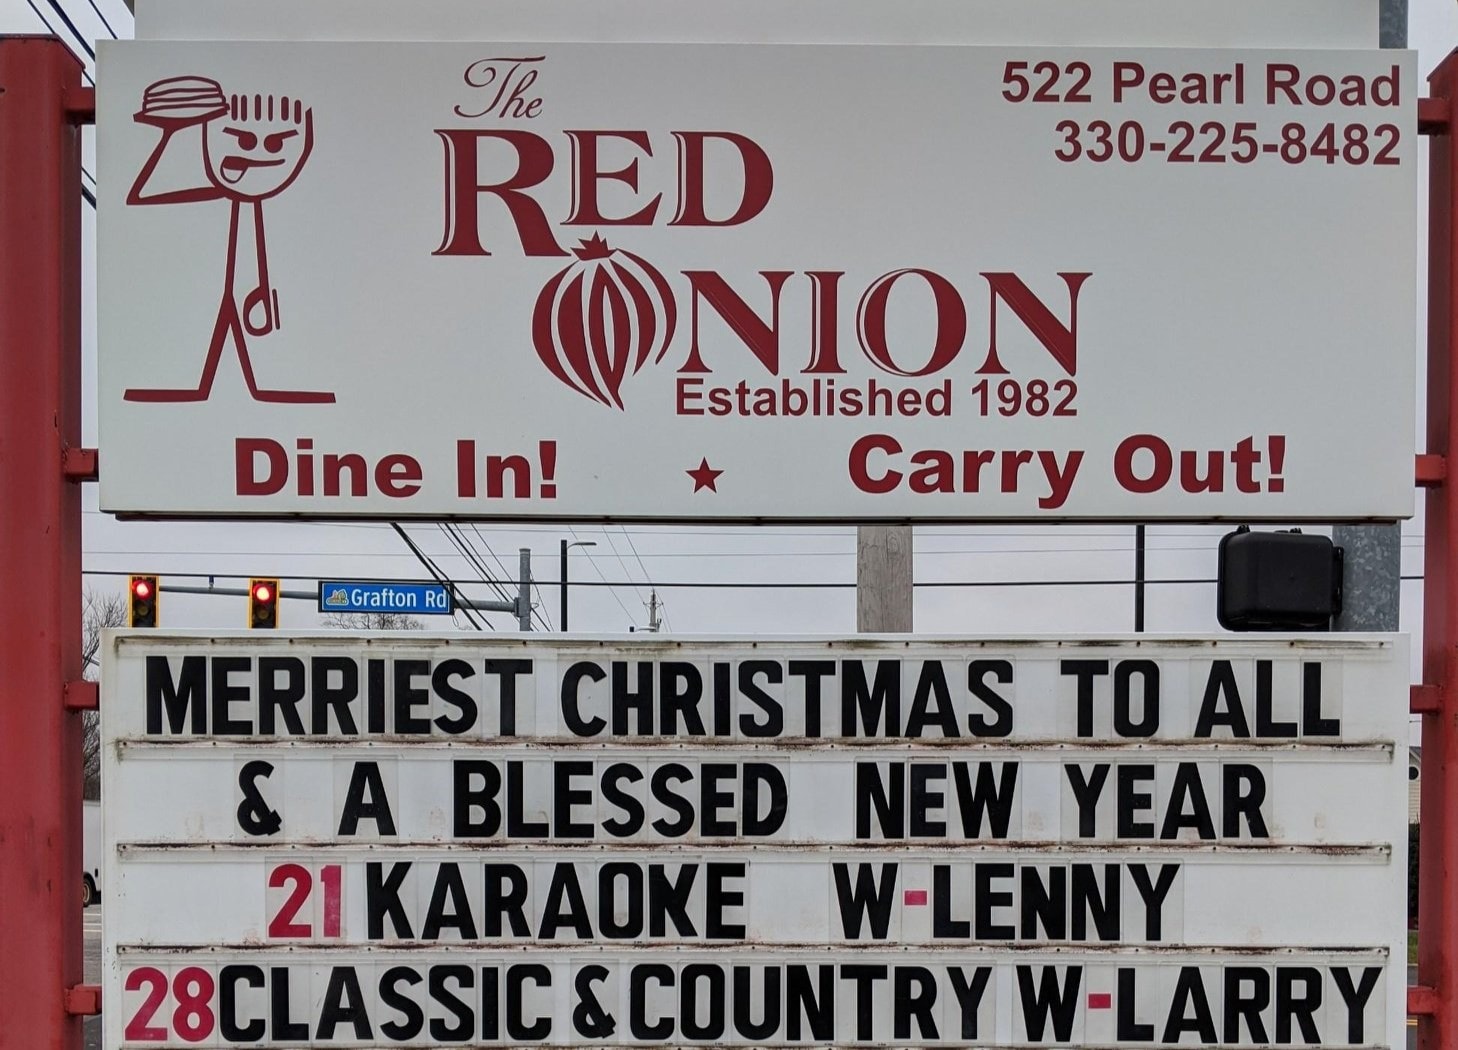 The
RED
ONION
Established 1982
522 Pearl Road
330-225-8482
Dine In! ★ Carry Out!
Grafton Rd
MERRIEST CHRISTMAS TO ALL
& A BLESSED NEW YEAR
21 KARAOKE W-LENNY
28 CLASSIC & COUNTRY W-LARRY